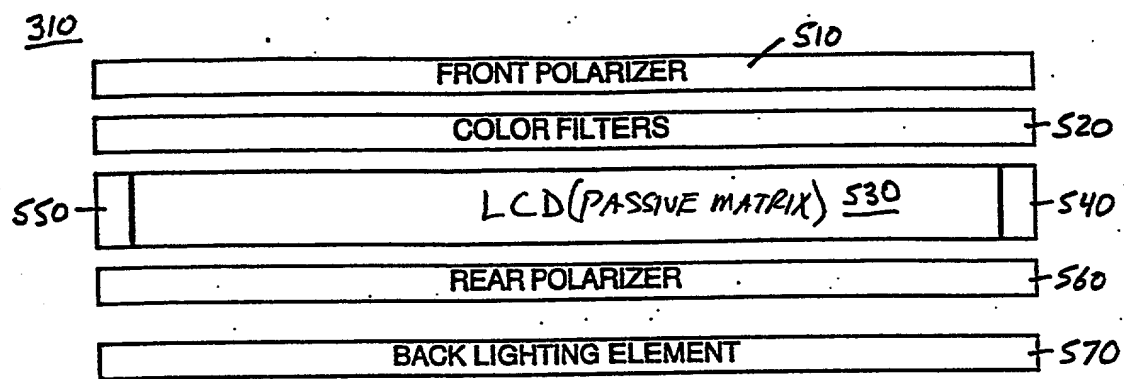 310
510
FRONT POLARIZER
COLOR FILTERS 520
550 LCD (PASSIVE MATRIX) 530 540
REAR POLARIZER 560
BACK LIGHTING ELEMENT 570